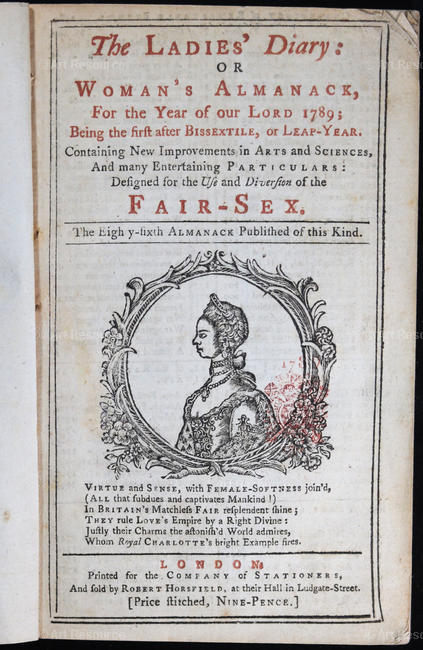 The LADIES' Diary:
OR
WOMAN'S ALMANACK,
For the Year of our LORD 1789;
Being the firſt after BISSEXTILE, or LEAP-YEAR.
Containing New Improvements in ARTS and SCIENCES,
And many Entertaining PARTICULARS:
Deſigned for the Uſe and Diverſion of the
FAIR-SEX.
The Eigh y-ſixth ALMANACK Publiſhed of this Kind.
VIRTUE and SENSE, with FEMALE-SOFTNESS join'd,
(ALL that ſubdues and captivates Mankind!)
In BRITAIN's Matchleſs FAIR reſplendent ſhine;
THEY rule LOVE's Empire by a Right Divine:
Juſtly their Charms the aſtoniſh'd World admires,
Whom Royal CHARLOTTE's bright Example fires.
LONDON:
Printed for the COMPANY of STATIONERS,
And ſold by ROBERT HORSFIELD, at their Hall in Ludgate-Street.
[Price ſtitched, NINE-PENCE.]